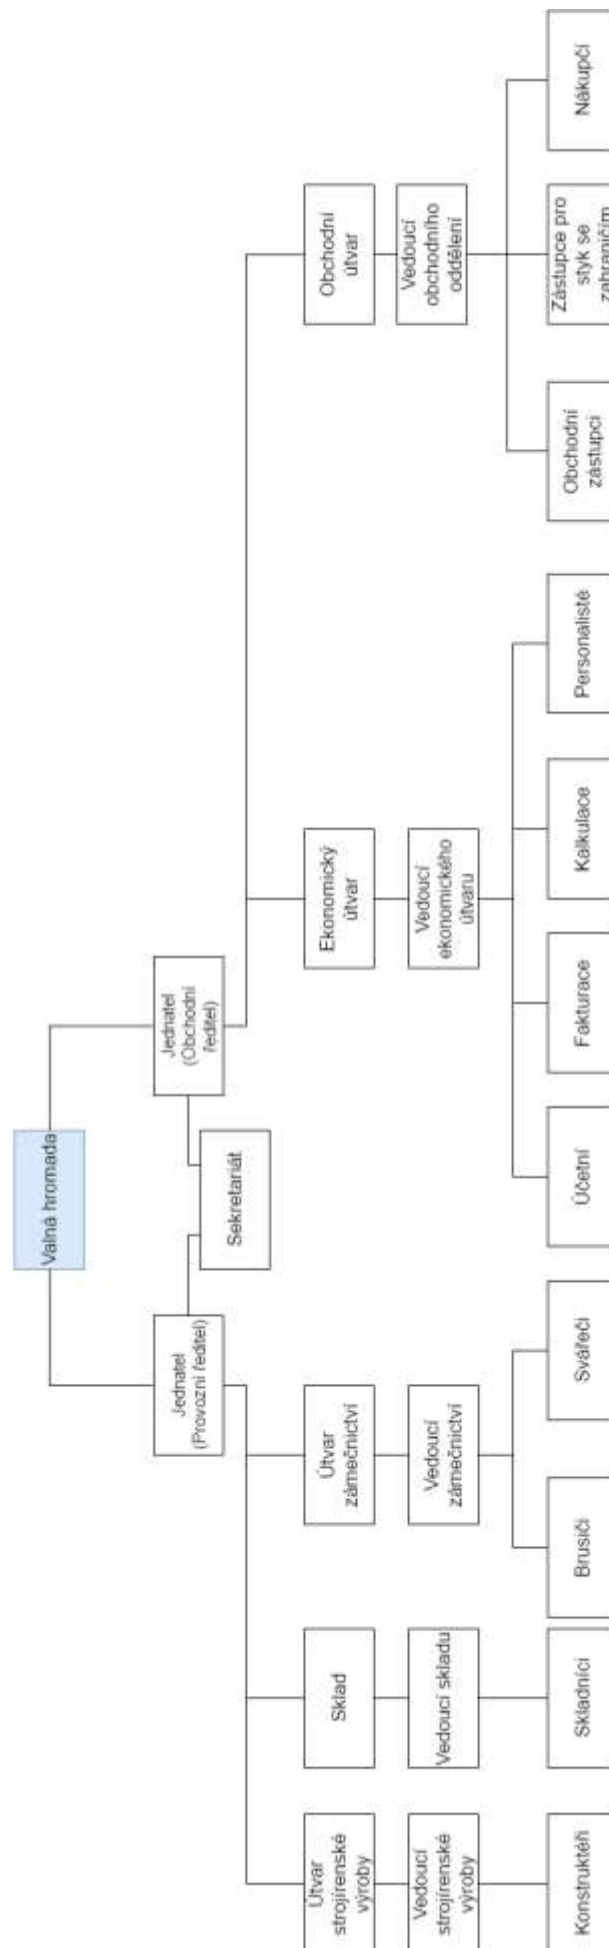 Valná hromada
Jednatel
(Provozní ředitel)
Jednatel
(Obchodní
ředitel)
Sekretariát
Útvar
strojírenské
výroby
Sklad
Útvar
zámečnictví
Ekonomický
útvar
Obchodní
útvar
Vedoucí
strojírenské
výroby
Vedoucí skladu
Vedoucí
zámečnictví
Vedoucí
ekonomického
útvaru
Vedoucí
obchodního
oddělení
Konstruktéři
Skladníci
Brusiči
Svářeči
Účetní
Fakturace
Kalkulace
Personalisté
Obchodní
zástupci
Zástupce pro
styk se
zahraničím
Nákupčí